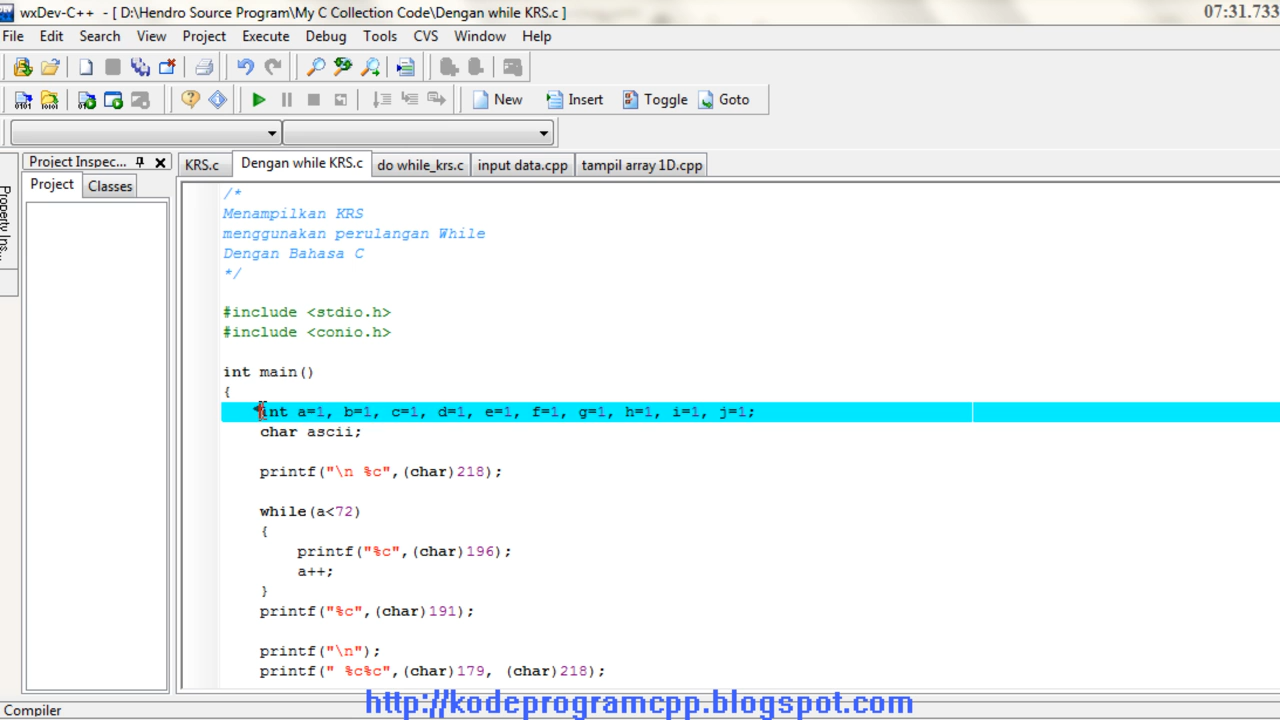 wxDev-C++ - [ D:\Hendro Source Program\My C Collection Code\Dengan while KRS.c ]
07:31.733
File Edit Search View Project Execute Debug Tools CVS Window Help
New Insert Toggle Goto
Project Inspec...
KRS.c Dengan while KRS.c do while_krs.c input data.cpp tampil array 1D.cpp
Project Classes
Property Ins...
/*
Menampilkan KRS
menggunakan perulangan While
Dengan Bahasa C
*/
#include <stdio.h>
#include <conio.h>
int main()
{
int a=1, b=1, c=1, d=1, e=1, f=1, g=1, h=1, i=1, j=1;
char ascii;
printf("\n %c",(char)218);
while(a<72)
{
printf("%c",(char)196);
a++;
}
printf("%c",(char)191);
printf("\n");
printf(" %c%c",(char)179, (char)218);
http://kodeprogramcpp.blogspot.com
Compiler